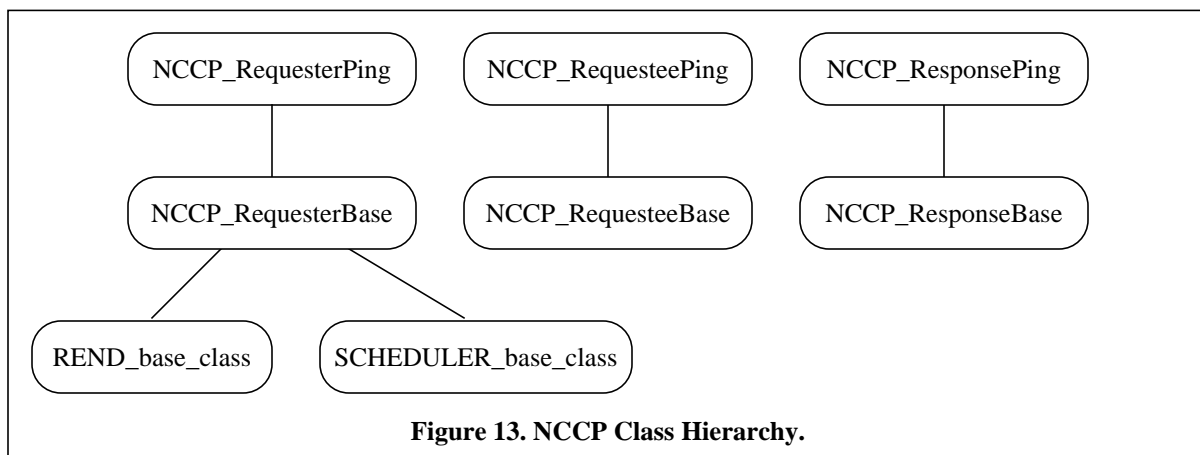 NCCP_RequesterPing
NCCP_RequesteePing
NCCP_ResponsePing
NCCP_RequesterBase
NCCP_RequesteeBase
NCCP_ResponseBase
REND_base_class
SCHEDULER_base_class
Figure 13. NCCP Class Hierarchy.